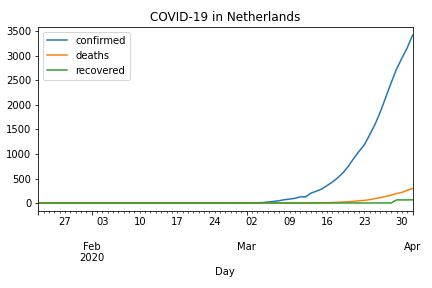 COVID-19 in Netherlands
confirmed
deaths
recovered
3500
3000
2500
2000
1500
1000
500
0
27 03 10 17 24 02 09 16 23 30
Feb Mar Apr
2020
Day